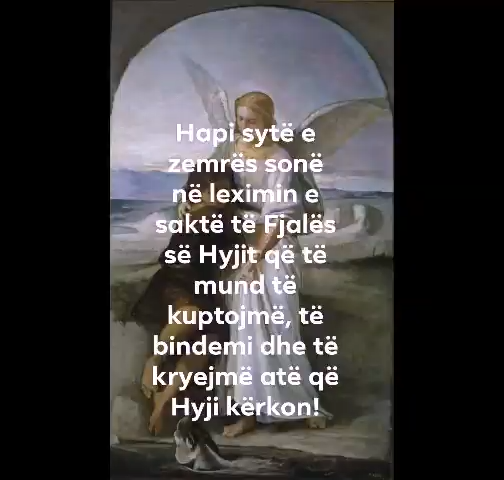 Hapi sytë e
zemrës sonë
në leximin e
saktë të Fjalës
së Hyjit që të
mund të
kuptojmë, të
bindemi dhe të
kryejmë atë që
Hyji kërkon!